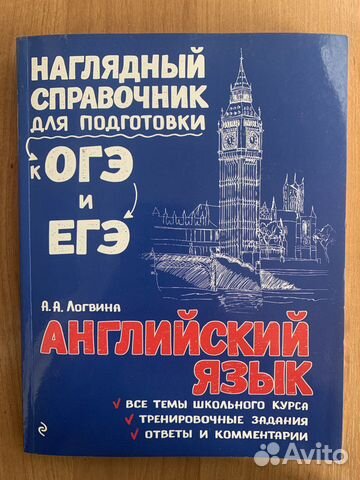 НАГЛЯДНЫЙ
СПРАВОЧНИК
ДЛЯ ПОДГОТОВКИ
К ОГЭ
И
ЕГЭ
А.А. ЛОГВИНА
АНГЛИЙСКИЙ
ЯЗЫК
ВСЕ ТЕМЫ ШКОЛЬНОГО КУРСА
ТРЕНИРОВОЧНЫЕ ЗАДАНИЯ
ОТВЕТЫ И КОММЕНТАРИИ
Avito